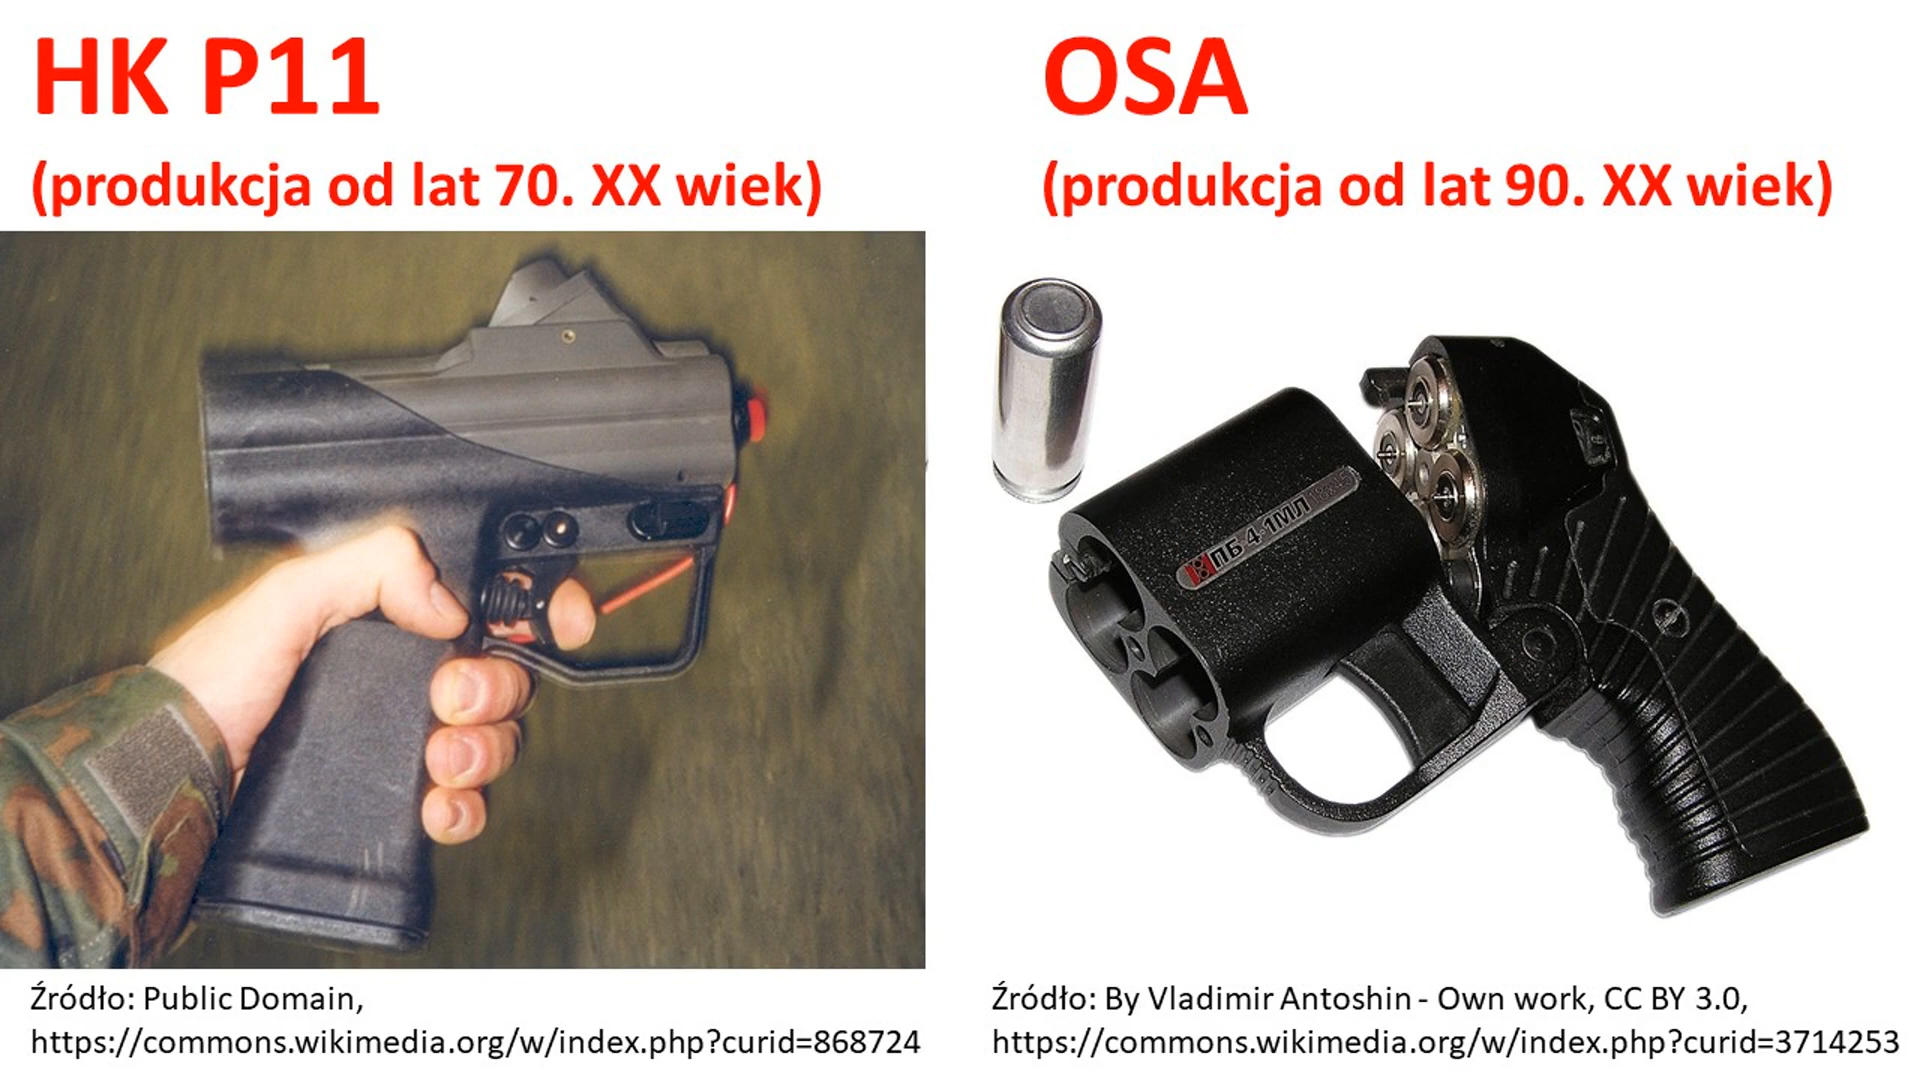 HK P11
(produkcja od lat 70. XX wiek)
OSA
(produkcja od lat 90. XX wiek)
ПБ-4-1МЛ
Źródło: Public Domain,
https://commons.wikimedia.org/w/index.php?curid=868724
Źródło: By Vladimir Antoshin - Own work, CC BY 3.0,
https://commons.wikimedia.org/w/index.php?curid=3714253